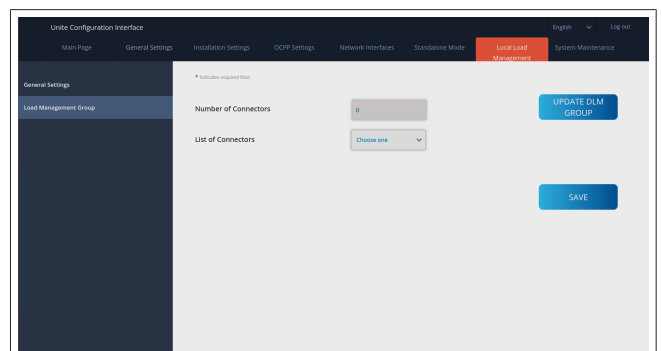 Unite Configuration Interface
English
Log out
Main Page
General Settings
Installation Settings
OCPP Settings
Network Interfaces
Standalone Mode
Local Load
Management
System Maintenance
General Settings
Load Management Group
* Indicates required field.
Number of Connectors
0
UPDATE DLM
GROUP
List of Connectors
Choose one
SAVE